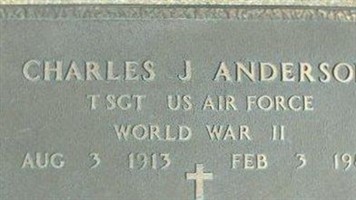 CHARLES J ANDERSO
T SGT US AIR FORCE
WORLD WAR II
AUG 3 1913 FEB 3 19